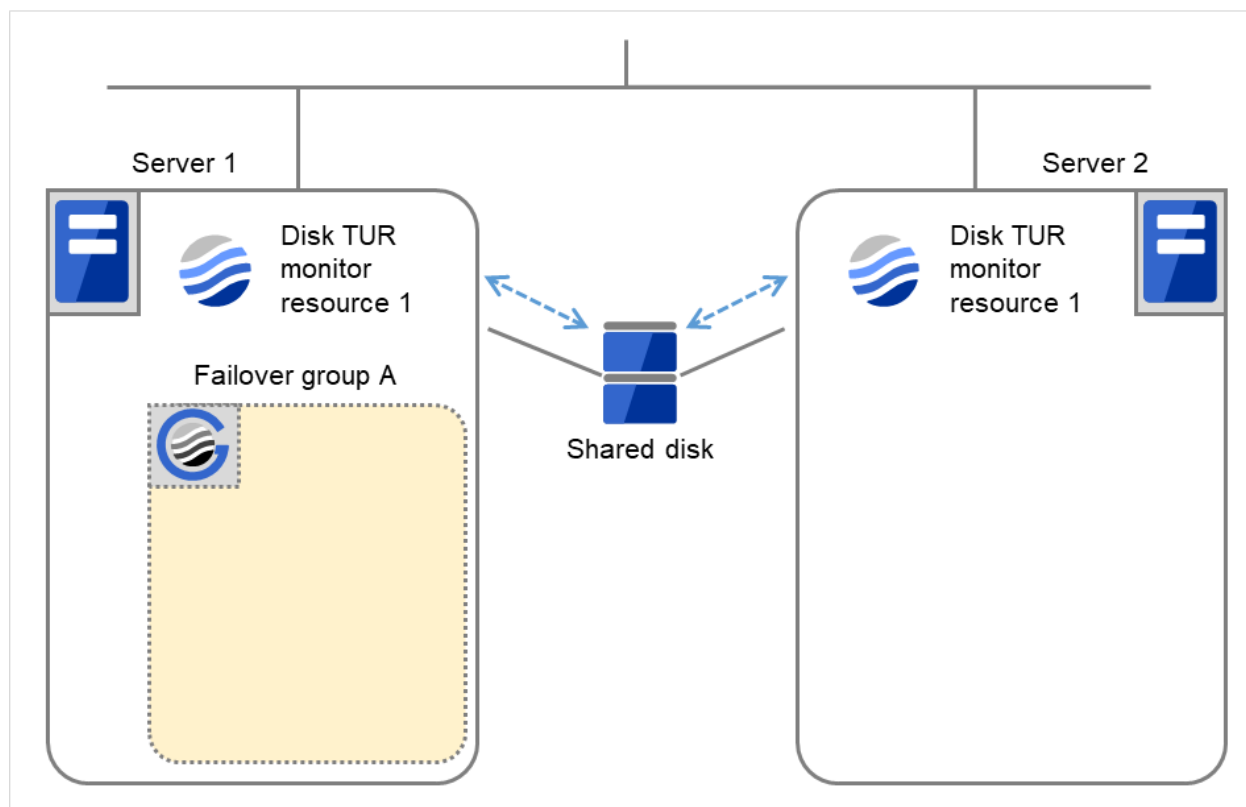 Server 1
Server 2
Disk TUR
monitor
resource 1
Disk TUR
monitor
resource 1
Failover group A
Shared disk